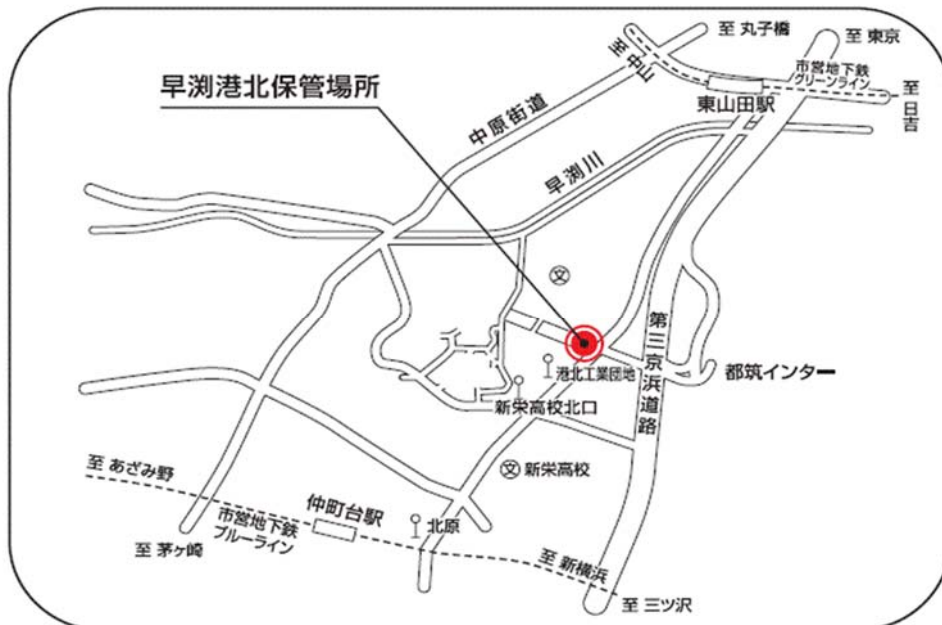 至 丸子橋
至 東京
至 中山
市営地下鉄
グリーンライン
至 日吉
東山田駅
早渕港北保管場所
中原街道
早渕川
文
第三京浜道路
都筑インター
港北工業団地
新栄高校北口
文 新栄高校
至 あざみ野
市営地下鉄
ブルーライン
仲町台駅
北原
至 茅ヶ崎
至 新横浜
至 三ツ沢